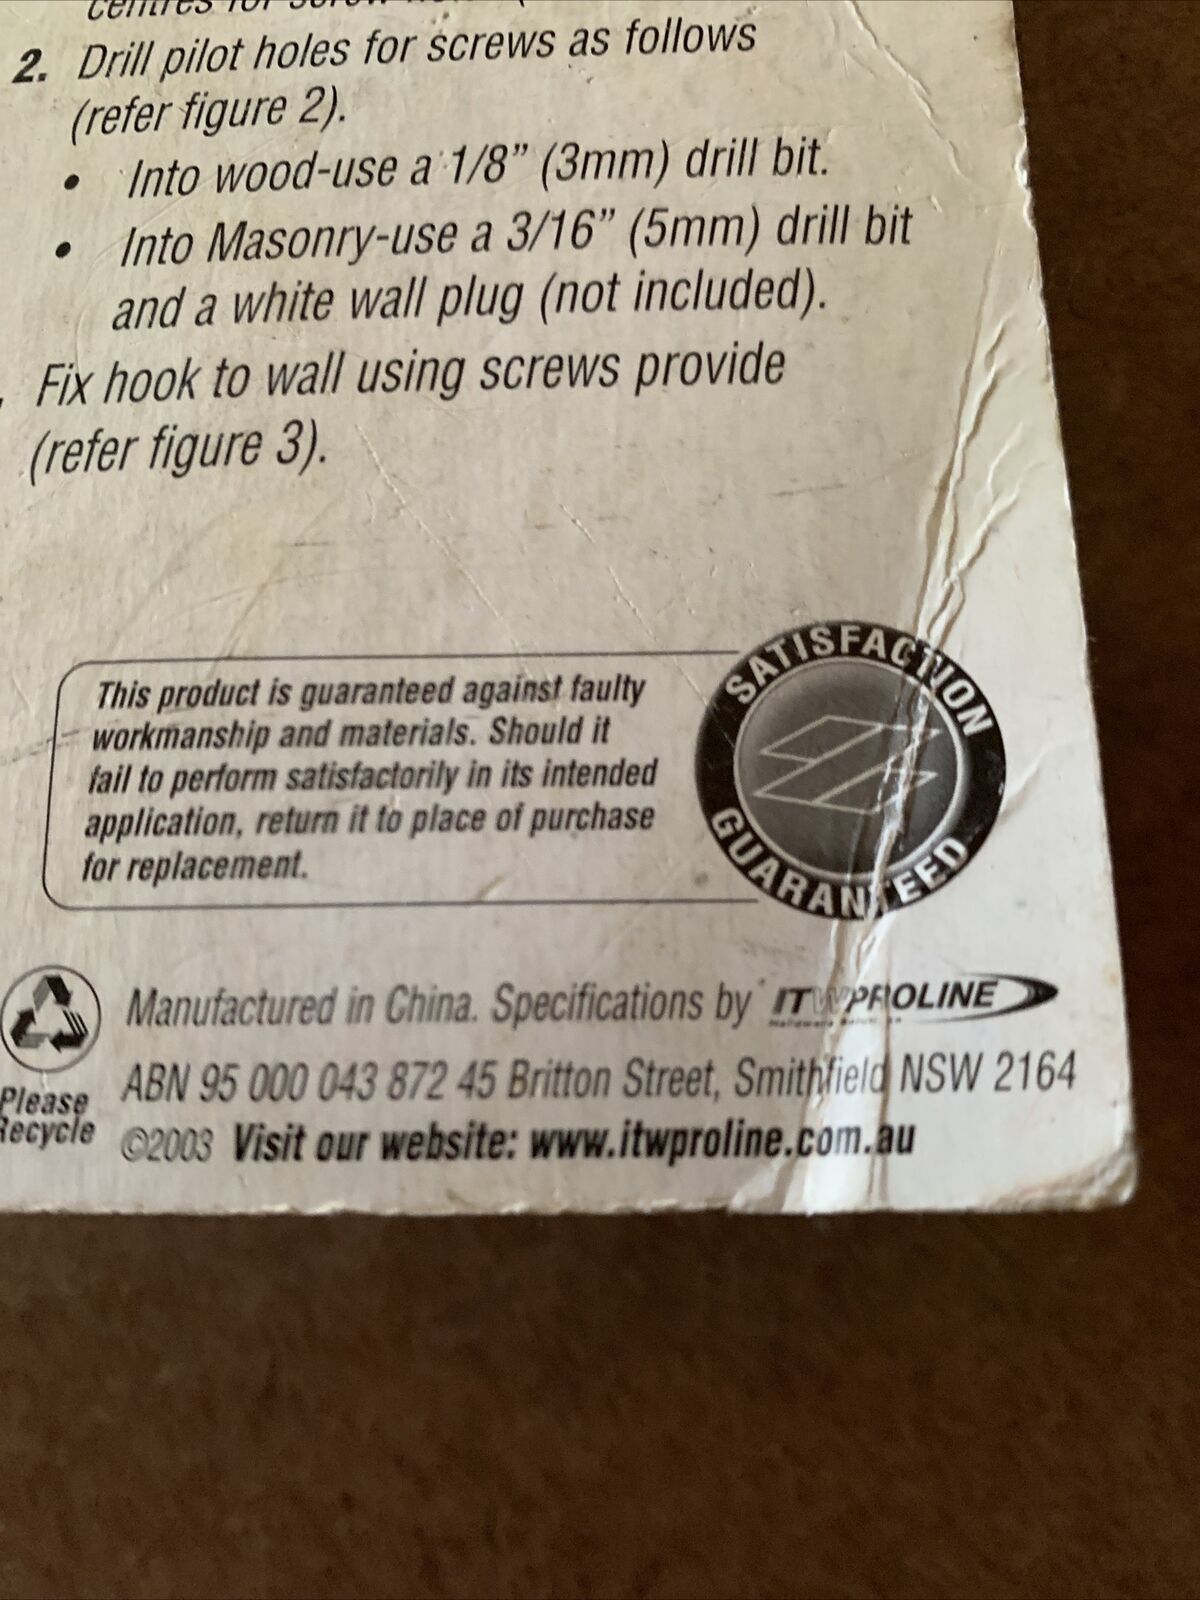 centres for screw
2. Drill pilot holes for screws as follows
(refer figure 2).
• Into wood-use a 1/8” (3mm) drill bit.
• Into Masonry-use a 3/16” (5mm) drill bit
and a white wall plug (not included).
Fix hook to wall using screws provide
(refer figure 3).
This product is guaranteed against faulty
workmanship and materials. Should it
fail to perform satisfactorily in its intended
application, return it to place of purchase
for replacement.
SATISFACTION
GUARANTEED
Manufactured in China. Specifications by ITW PROLINE
ABN 95 000 043 872 45 Britton Street, Smithfield NSW 2164
Please
Recycle
©2003 Visit our website: www.itwproline.com.au